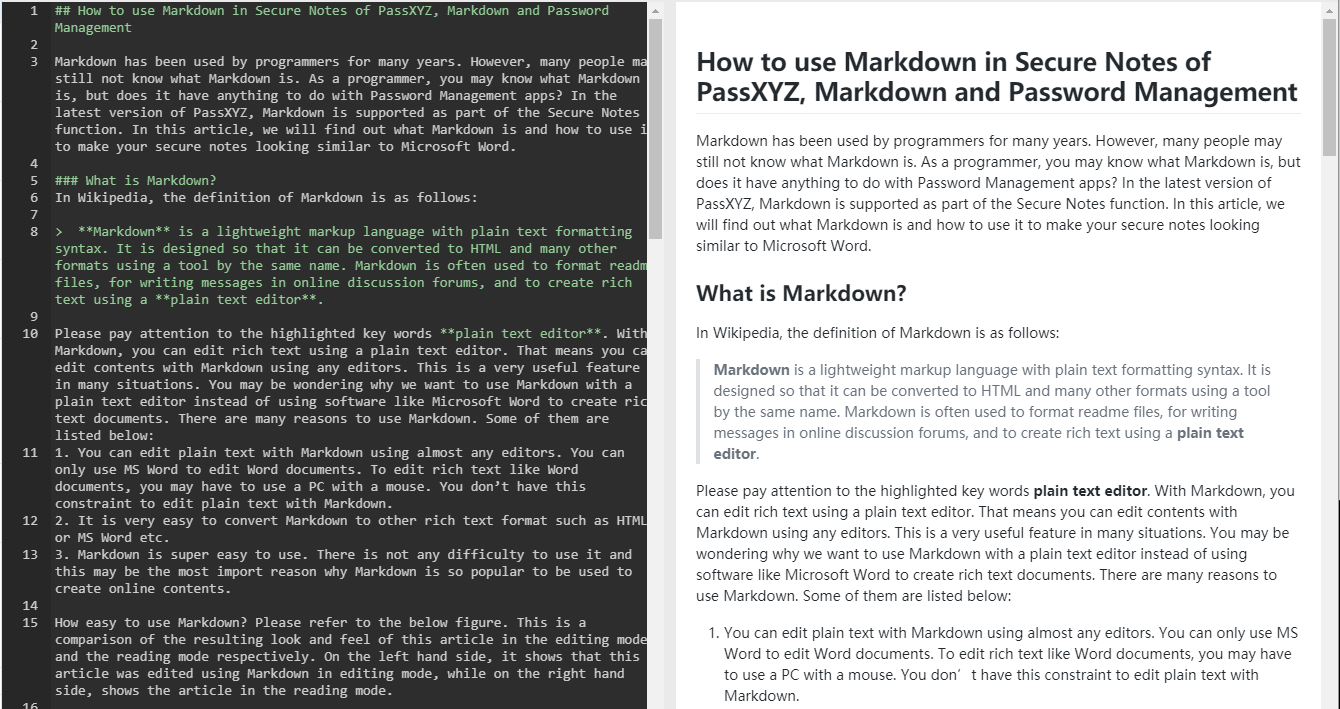 1 ## How to use Markdown in Secure Notes of PassXYZ, Markdown and Password
Management
2
3 Markdown has been used by programmers for many years. However, many people ma
still not know what Markdown is. As a programmer, you may know what Markdown
is, but does it have anything to do with Password Management apps? In the
latest version of PassXYZ, Markdown is supported as part of the Secure Notes
function. In this article, we will find out what Markdown is and how to use i
to make your secure notes looking similar to Microsoft Word.
4
5 ### What is Markdown?
6 In Wikipedia, the definition of Markdown is as follows:
7
8 >  **Markdown** is a lightweight markup language with plain text formatting
syntax. It is designed so that it can be converted to HTML and many other
formats using a tool by the same name. Markdown is often used to format readm
files, for writing messages in online discussion forums, and to create rich
text using a **plain text editor**.
9
10 Please pay attention to the highlighted key words **plain text editor**. With
Markdown, you can edit rich text using a plain text editor. That means you ca
edit contents with Markdown using any editors. This is a very useful feature
in many situations. You may be wondering why we want to use Markdown with a
plain text editor instead of using software like Microsoft Word to create ric
text documents. There are many reasons to use Markdown. Some of them are
listed below:
11 1. You can edit plain text with Markdown using almost any editors. You can
only use MS Word to edit Word documents. To edit rich text like Word
documents, you may have to use a PC with a mouse. You don’t have this
constraint to edit plain text with Markdown.
12 2. It is very easy to convert Markdown to other rich text format such as HTML
or MS Word etc.
13 3. Markdown is super easy to use. There is not any difficulty to use it and
this may be the most import reason why Markdown is so popular to be used to
create online contents.
14
15 How easy to use Markdown? Please refer to the below figure. This is a
comparison of the resulting look and feel of this article in the editing mode
and the reading mode respectively. On the left hand side, it shows that this
article was edited using Markdown in editing mode, while on the right hand
side, shows the article in the reading mode.
16
How to use Markdown in Secure Notes of
PassXYZ, Markdown and Password Management
Markdown has been used by programmers for many years. However, many people may
still not know what Markdown is. As a programmer, you may know what Markdown is, but
does it have anything to do with Password Management apps? In the latest version of
PassXYZ, Markdown is supported as part of the Secure Notes function. In this article, we
will find out what Markdown is and how to use it to make your secure notes looking
similar to Microsoft Word.
What is Markdown?
In Wikipedia, the definition of Markdown is as follows:
Markdown is a lightweight markup language with plain text formatting syntax. It is
designed so that it can be converted to HTML and many other formats using a tool
by the same name. Markdown is often used to format readme files, for writing
messages in online discussion forums, and to create rich text using a plain text
editor.
Please pay attention to the highlighted key words plain text editor. With Markdown, you
can edit rich text using a plain text editor. That means you can edit contents with
Markdown using any editors. This is a very useful feature in many situations. You may be
wondering why we want to use Markdown with a plain text editor instead of using
software like Microsoft Word to create rich text documents. There are many reasons to
use Markdown. Some of them are listed below:
1. You can edit plain text with Markdown using almost any editors. You can only use MS
Word to edit Word documents. To edit rich text like Word documents, you may have
to use a PC with a mouse. You don’t have this constraint to edit plain text with
Markdown.